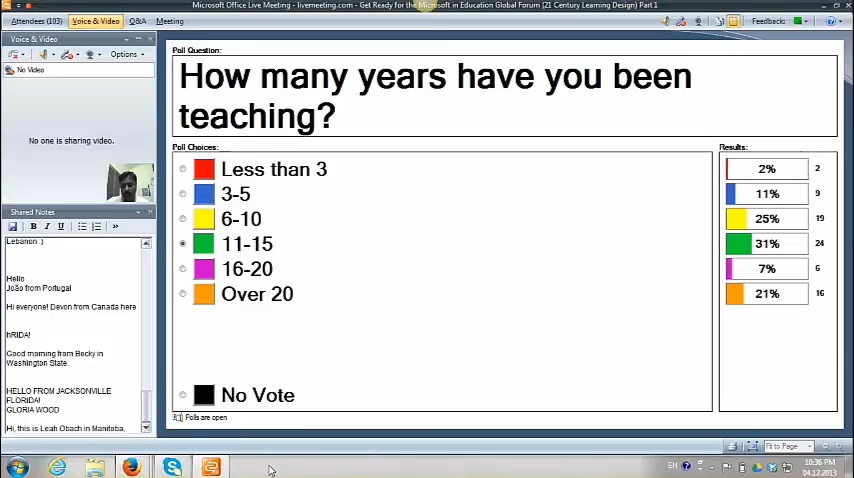 Microsoft Office Live Meeting - livemeeting.com - Get Ready for the Microsoft in Education Global Forum (21 Century Learning Design) Part 1
Attendees (103) Voice & Video Q&A Meeting
Feedback:
Voice & Video
Options
No Video
No one is sharing video.
Shared Notes
B I U
Lebanon :)
Hello
João from Portugal
Hi everyone! Devon from Canada here
hRIDA!
Good morning from Becky in
Washington State.
HELLO FROM JACKSONVILLE
FLORIDA!
GLORIA WOOD
Hi, this is Leah Obach in Manitoba,
Poll Question:
How many years have you been
teaching?
Poll Choices:
Less than 3
3-5
6-10
11-15
16-20
Over 20
No Vote
Polls are open
Results:
2% 2
11% 9
25% 19
31% 24
7% 6
21% 16
Fit to Page
EN
10:36 PM
04.12.2013